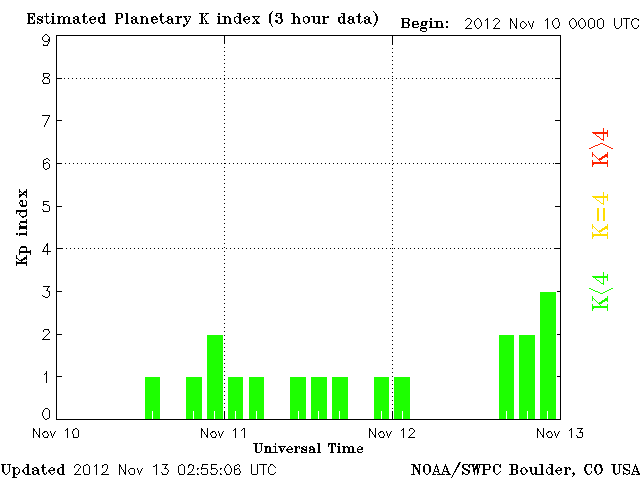 Estimated Planetary K index (3 hour data) Begin: 2012 Nov 10 0000 UTC
9
8
7
6
5
4
3
2
1
0
Kp index
K>4
K=4
K<4
Nov 10 Nov 11 Nov 12 Nov 13
Universal Time
Updated 2012 Nov 13 02:55:06 UTC NOAA/SWPC Boulder, CO USA